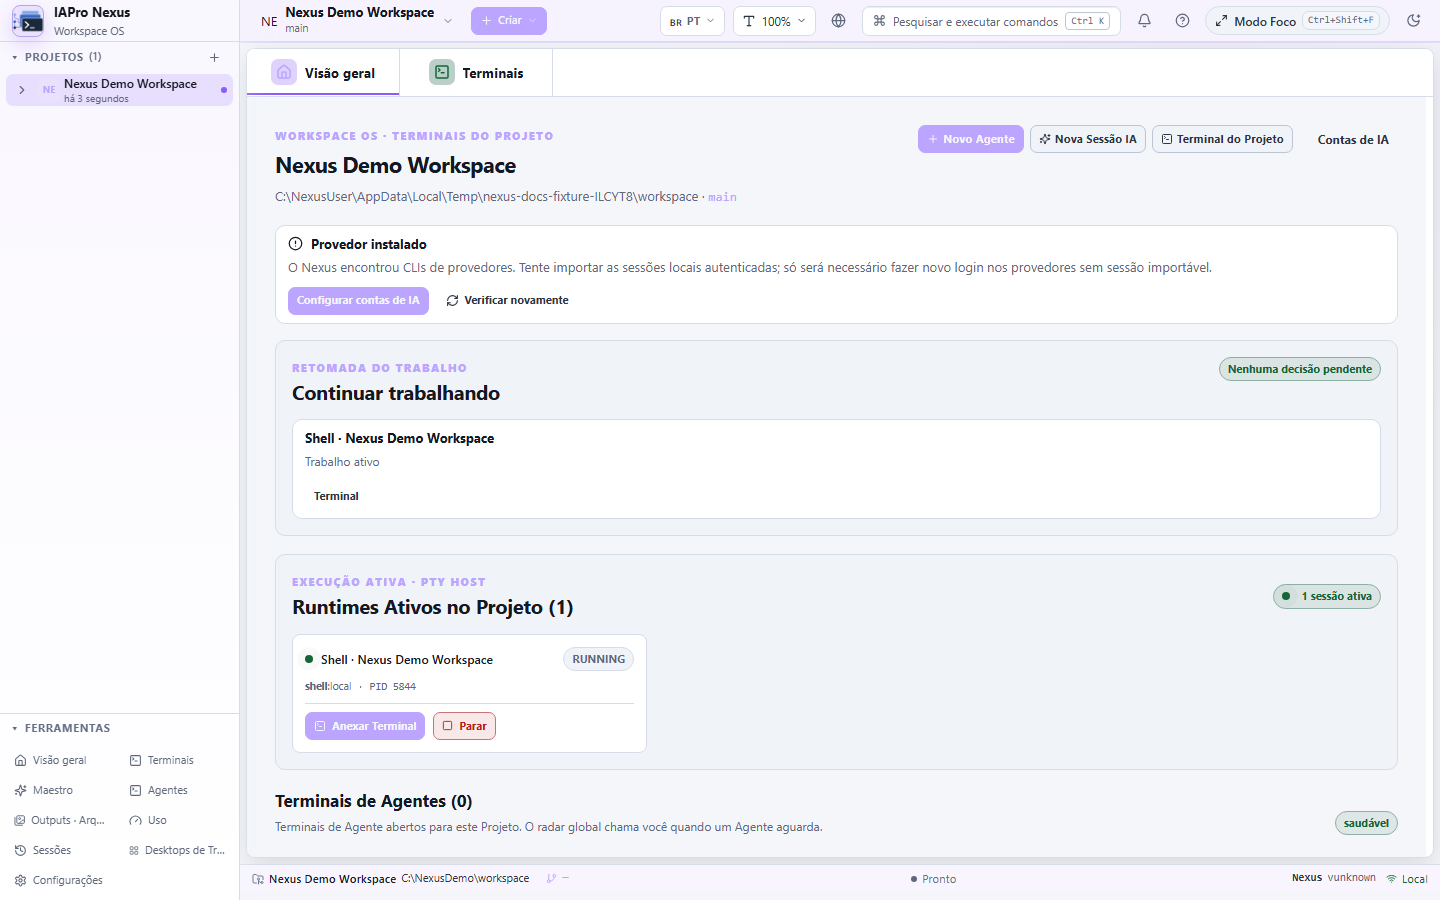 IAPro Nexus
Workspace OS
NE
Nexus Demo Workspace
main
+ Criar
BR PT
100%
Pesquisar e executar comandos
Ctrl K
Modo Foco
Ctrl+Shift+F
PROJETOS (1)
NE
Nexus Demo Workspace
há 3 segundos
Visão geral
Terminais
WORKSPACE OS · TERMINAIS DO PROJETO
Nexus Demo Workspace
C:\NexusUser\AppData\Local\Temp\nexus-docs-fixture-ILCYT8\workspace · main
+ Novo Agente
Nova Sessão IA
Terminal do Projeto
Contas de IA
Provedor instalado
O Nexus encontrou CLIs de provedores. Tente importar as sessões locais autenticadas; só será necessário fazer novo login nos provedores sem sessão importável.
Configurar contas de IA
Verificar novamente
RETOMADA DO TRABALHO
Continuar trabalhando
Nenhuma decisão pendente
Shell · Nexus Demo Workspace
Trabalho ativo
Terminal
EXECUÇÃO ATIVA · PTY HOST
Runtimes Ativos no Projeto (1)
1 sessão ativa
Shell · Nexus Demo Workspace
RUNNING
shell:local · PID 5844
Anexar Terminal
Parar
Terminais de Agentes (0)
Terminais de Agente abertos para este Projeto. O radar global chama você quando um Agente aguarda.
saudável
FERRAMENTAS
Visão geral
Terminais
Maestro
Agentes
Outputs · Arq...
Uso
Sessões
Desktops de Tr...
Configurações
Nexus Demo Workspace C:\NexusDemo\workspace
—
Pronto
Nexus vunknown
Local